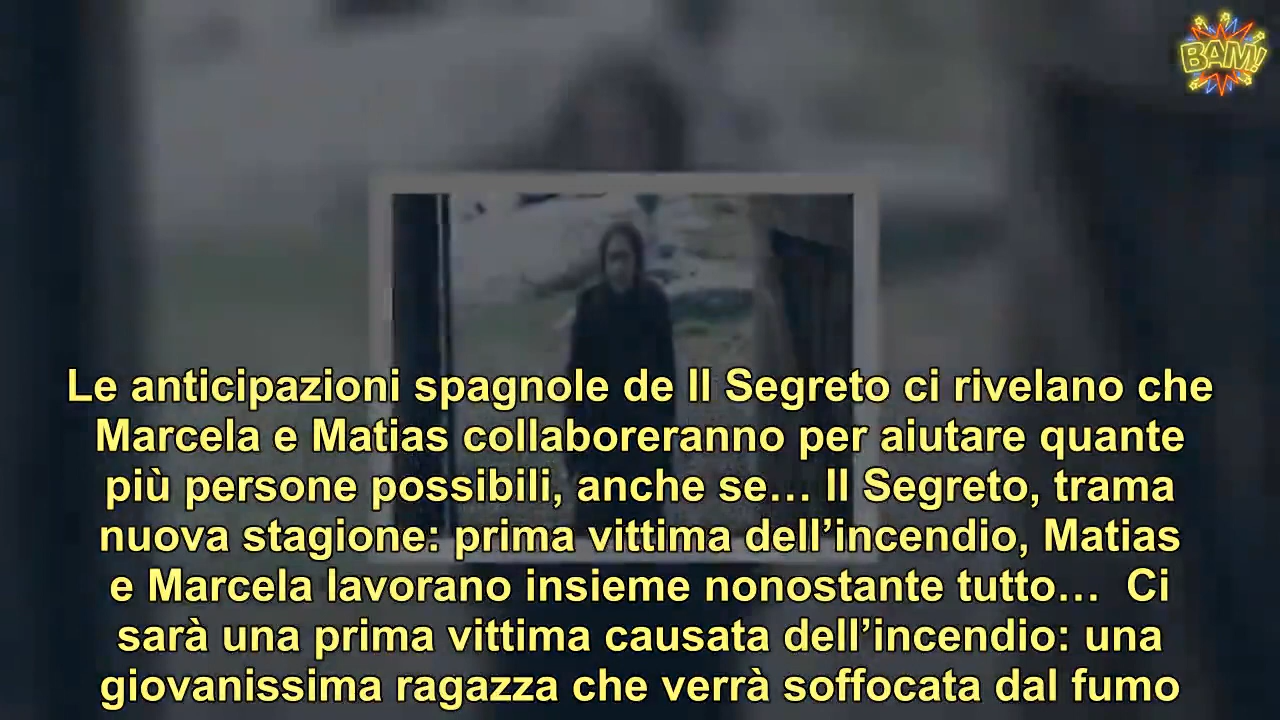 BAM!
Le anticipazioni spagnole de Il Segreto ci rivelano che
Marcela e Matias collaboreranno per aiutare quante
più persone possibili, anche se… Il Segreto, trama
nuova stagione: prima vittima dell’incendio, Matias
e Marcela lavorano insieme nonostante tutto… Ci
sarà una prima vittima causata dell’incendio: una
giovanissima ragazza che verrà soffocata dal fumo